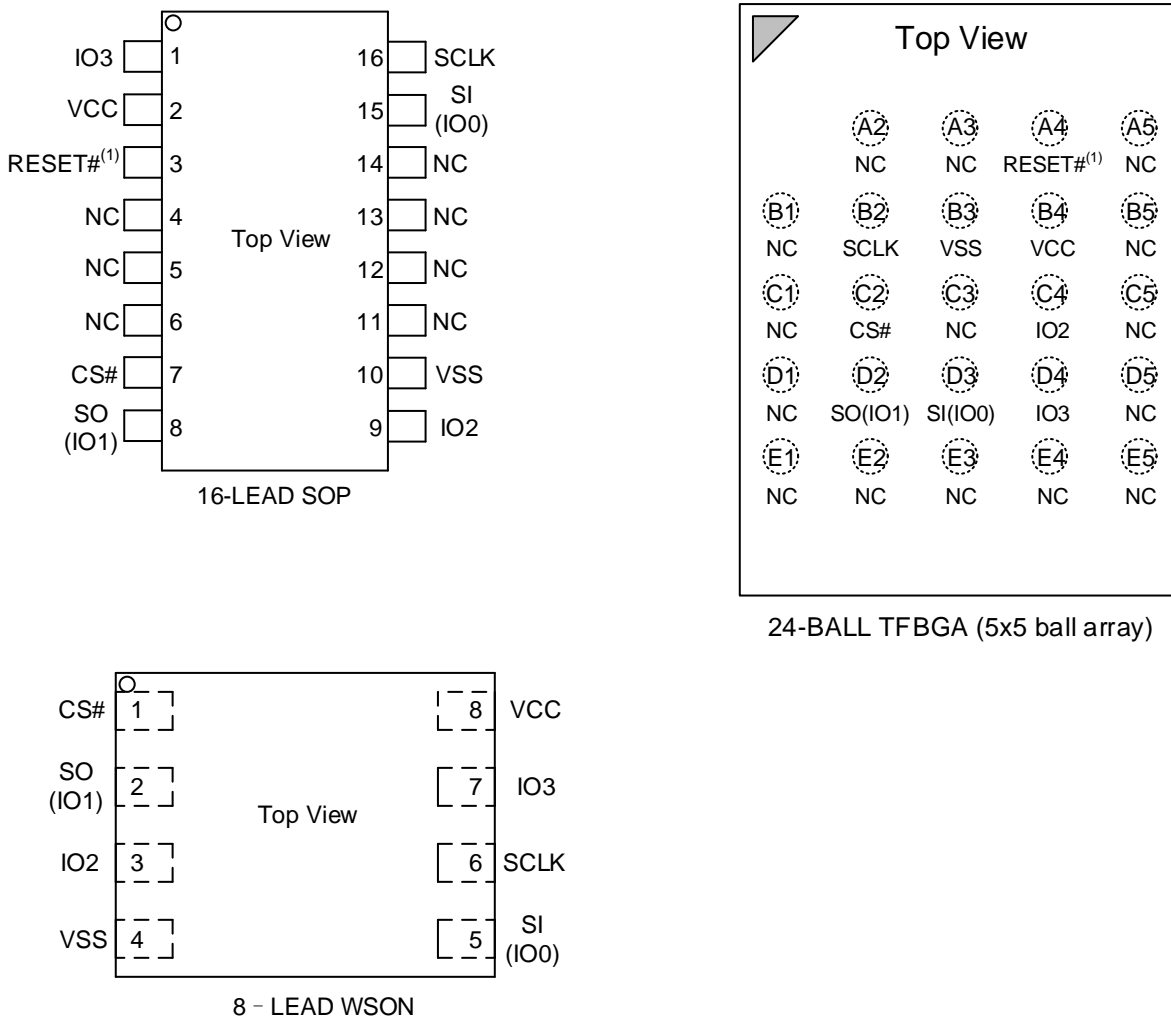 IO3 1 16 SCLK
VCC 2 15 SI (IO0)
RESET#(1) 3 14 NC
NC 4 13 NC
Top View
NC 5 12 NC
NC 6 11 NC
CS# 7 10 VSS
SO (IO1) 8 9 IO2
16-LEAD SOP
Top View
A2 A3 A4 A5
NC NC RESET#(1) NC
B1 B2 B3 B4 B5
NC SCLK VSS VCC NC
C1 C2 C3 C4 C5
NC CS# NC IO2 NC
D1 D2 D3 D4 D5
NC SO(IO1) SI(IO0) IO3 NC
E1 E2 E3 E4 E5
NC NC NC NC NC
24-BALL TFBGA (5x5 ball array)
CS# 1 8 VCC
SO (IO1) 2 7 IO3
Top View
IO2 3 6 SCLK
VSS 4 5 SI (IO0)
8 – LEAD WSON